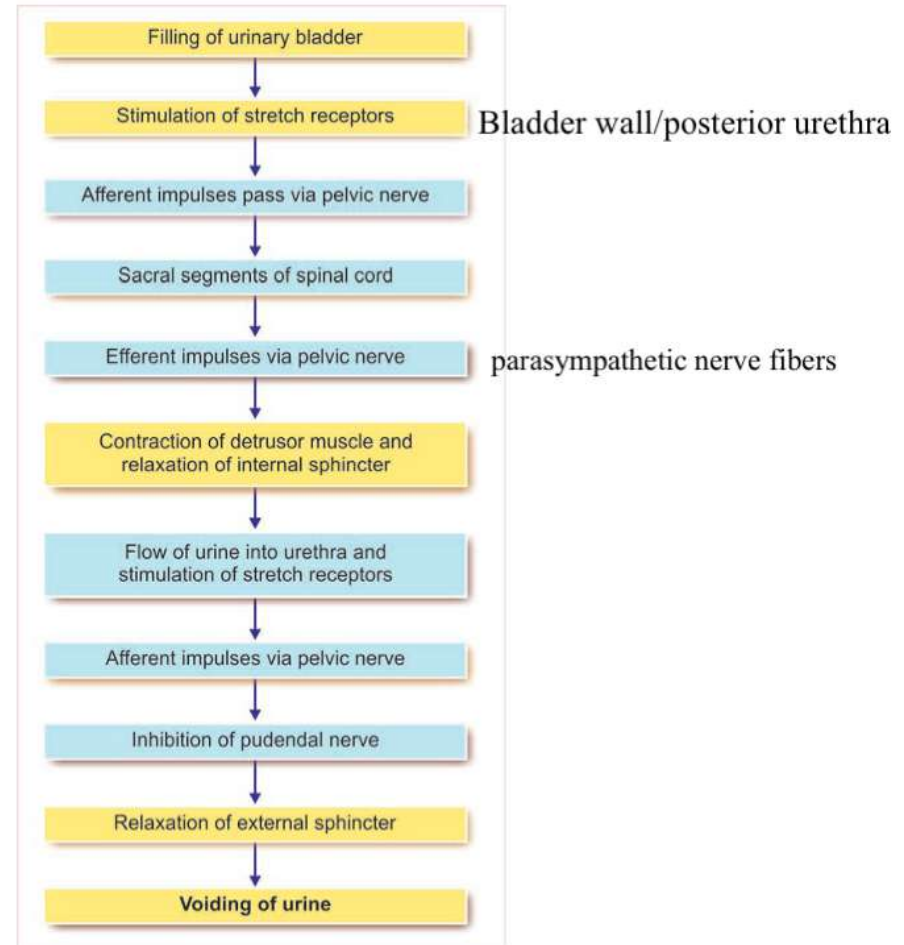 Filling of urinary bladder
Stimulation of stretch receptors
Bladder wall/posterior urethra
Afferent impulses pass via pelvic nerve
Sacral segments of spinal cord
Efferent impulses via pelvic nerve
parasympathetic nerve fibers
Contraction of detrusor muscle and
relaxation of internal sphincter
Flow of urine into urethra and
stimulation of stretch receptors
Afferent impulses via pelvic nerve
Inhibition of pudendal nerve
Relaxation of external sphincter
Voiding of urine